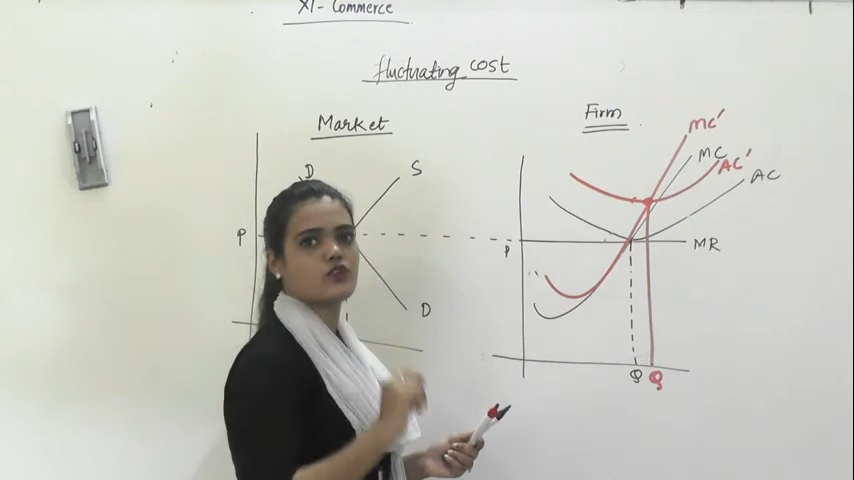 XI- Commerce
fluctuating cost
Market
D
S
P
D
Firm
MC'
MC
AC'
AC
P
MR
Q
Q